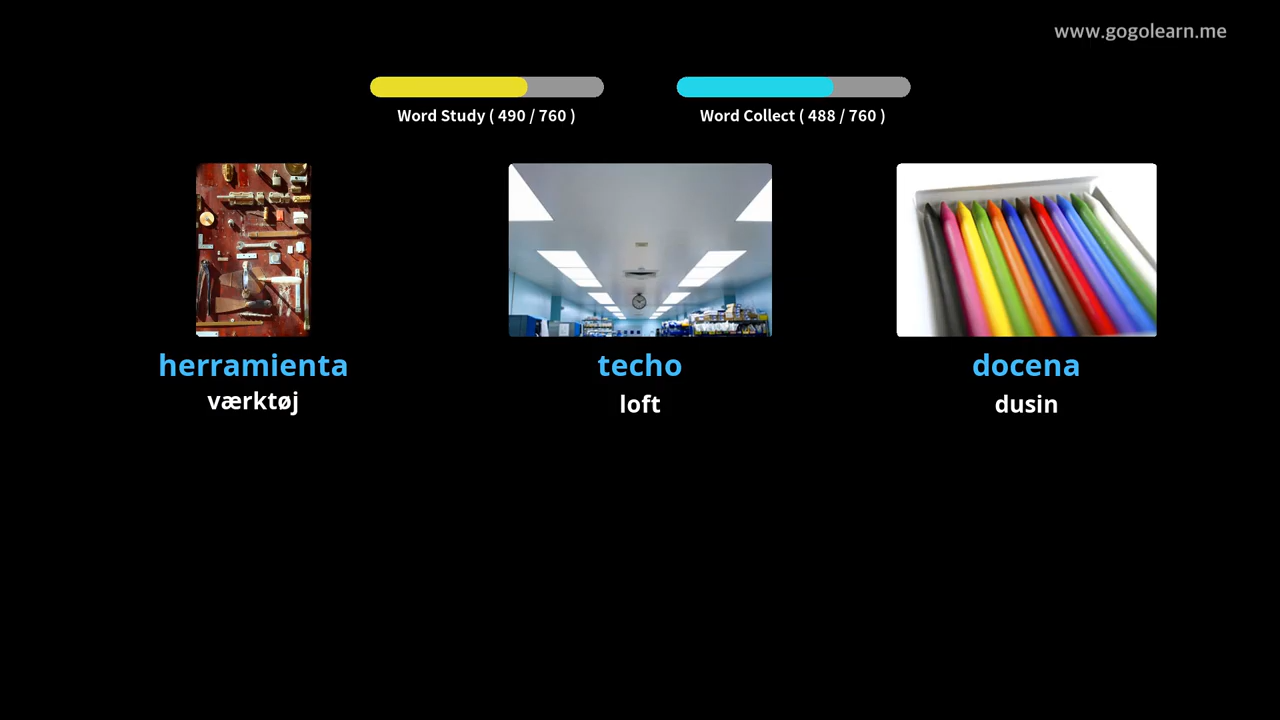 www.gogolearn.me
Word Study ( 490 / 760 )
Word Collect ( 488 / 760 )
herramienta
værktøj
techo
loft
docena
dusin